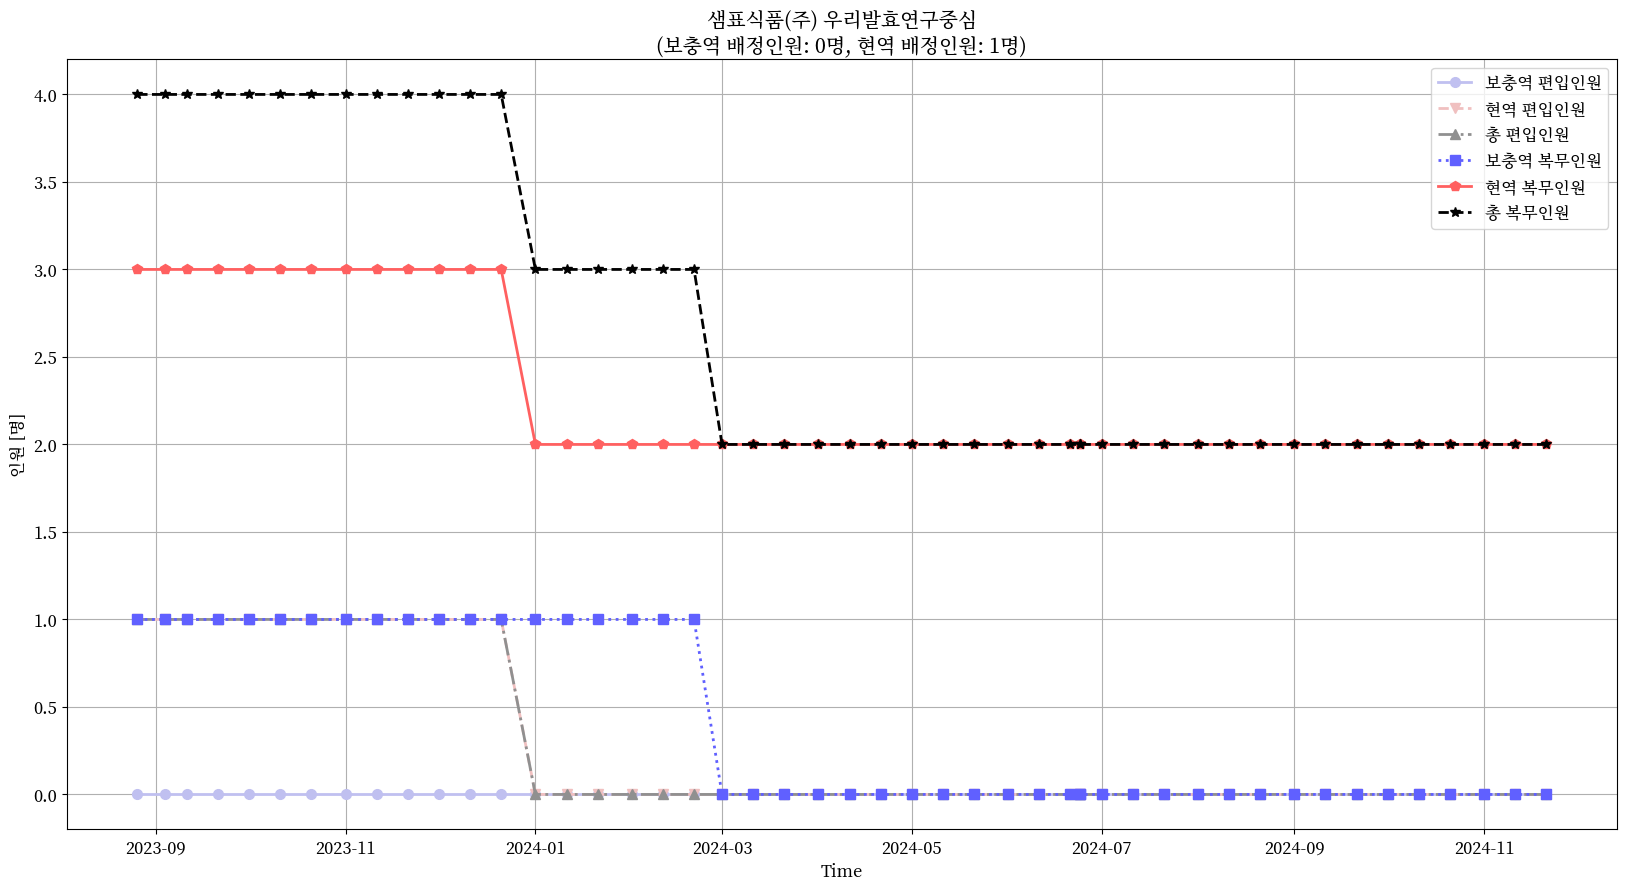 샘표식품(주) 우리발효연구중심
(보충역 배정인원: 0명, 현역 배정인원: 1명)
보충역 편입인원
현역 편입인원
총 편입인원
보충역 복무인원
현역 복무인원
총 복무인원
인원 [명]
4.0
3.5
3.0
2.5
2.0
1.5
1.0
0.5
0.0
2023-09
2023-11
2024-01
2024-03
2024-05
2024-07
2024-09
2024-11
Time